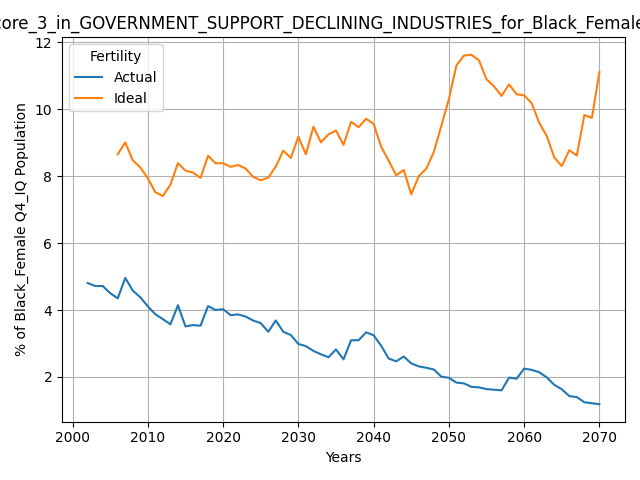 core_3_in_GOVERNMENT_SUPPORT_DECLINING_INDUSTRIES_for_Black_Female
12
10
8
6
4
2
% of Black_Female Q4_IQ Population
Fertility
Actual
Ideal
2000 2010 2020 2030 2040 2050 2060 2070
Years